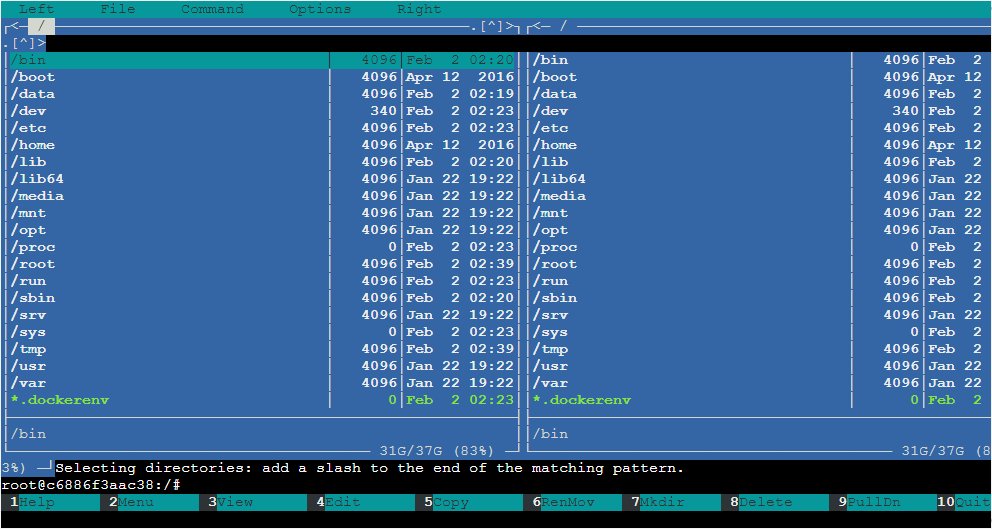 Left File Command Options Right
<─ / .[^]> <─ /
.[^]>
/bin 4096 Feb 2 02:20 /bin 4096 Feb 2
/boot 4096 Apr 12 2016 /boot 4096 Apr 12
/data 4096 Feb 2 02:19 /data 4096 Feb 2
/dev 340 Feb 2 02:23 /dev 340 Feb 2
/etc 4096 Feb 2 02:23 /etc 4096 Feb 2
/home 4096 Apr 12 2016 /home 4096 Apr 12
/lib 4096 Feb 2 02:20 /lib 4096 Feb 2
/lib64 4096 Jan 22 19:22 /lib64 4096 Jan 22
/media 4096 Jan 22 19:22 /media 4096 Jan 22
/mnt 4096 Jan 22 19:22 /mnt 4096 Jan 22
/opt 4096 Jan 22 19:22 /opt 4096 Jan 22
/proc 0 Feb 2 02:23 /proc 0 Feb 2
/root 4096 Feb 2 02:39 /root 4096 Feb 2
/run 4096 Feb 2 02:23 /run 4096 Feb 2
/sbin 4096 Feb 2 02:20 /sbin 4096 Feb 2
/srv 4096 Jan 22 19:22 /srv 4096 Jan 22
/sys 0 Feb 2 02:23 /sys 0 Feb 2
/tmp 4096 Feb 2 02:39 /tmp 4096 Feb 2
/usr 4096 Jan 22 19:22 /usr 4096 Jan 22
/var 4096 Jan 22 19:22 /var 4096 Jan 22
*.dockerenv 0 Feb 2 02:23 *.dockerenv 0 Feb 2
/bin /bin
31G/37G (83%) 31G/37G (8
3%) Selecting directories: add a slash to the end of the matching pattern.
root@c6886f3aac38:/#
1Help 2Menu 3View 4Edit 5Copy 6RenMov 7Mkdir 8Delete 9PullDn 10Quit